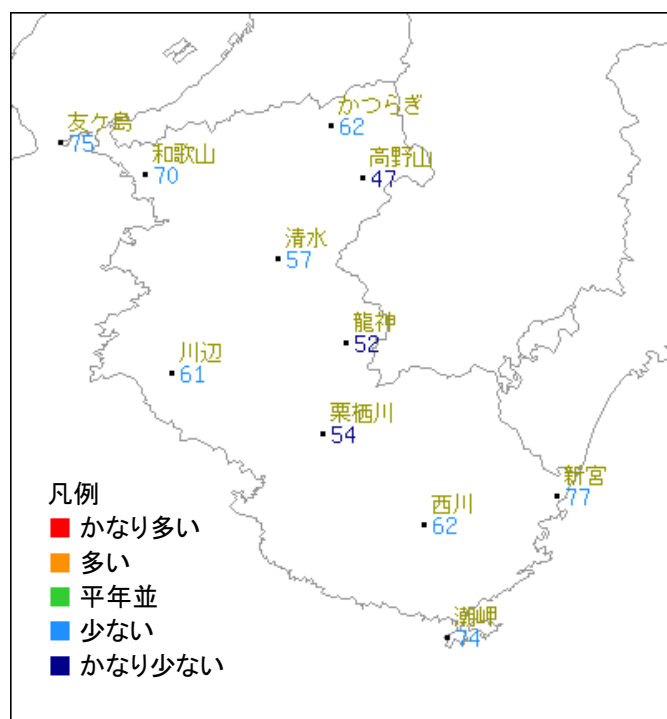 かつらぎ
62
友ケ島
75
和歌山
70
高野山
47
清水
57
龍神
52
川辺
61
栗栖川
54
新宮
77
西川
62
潮岬
74
凡例
かなり多い
多い
平年並
少ない
かなり少ない